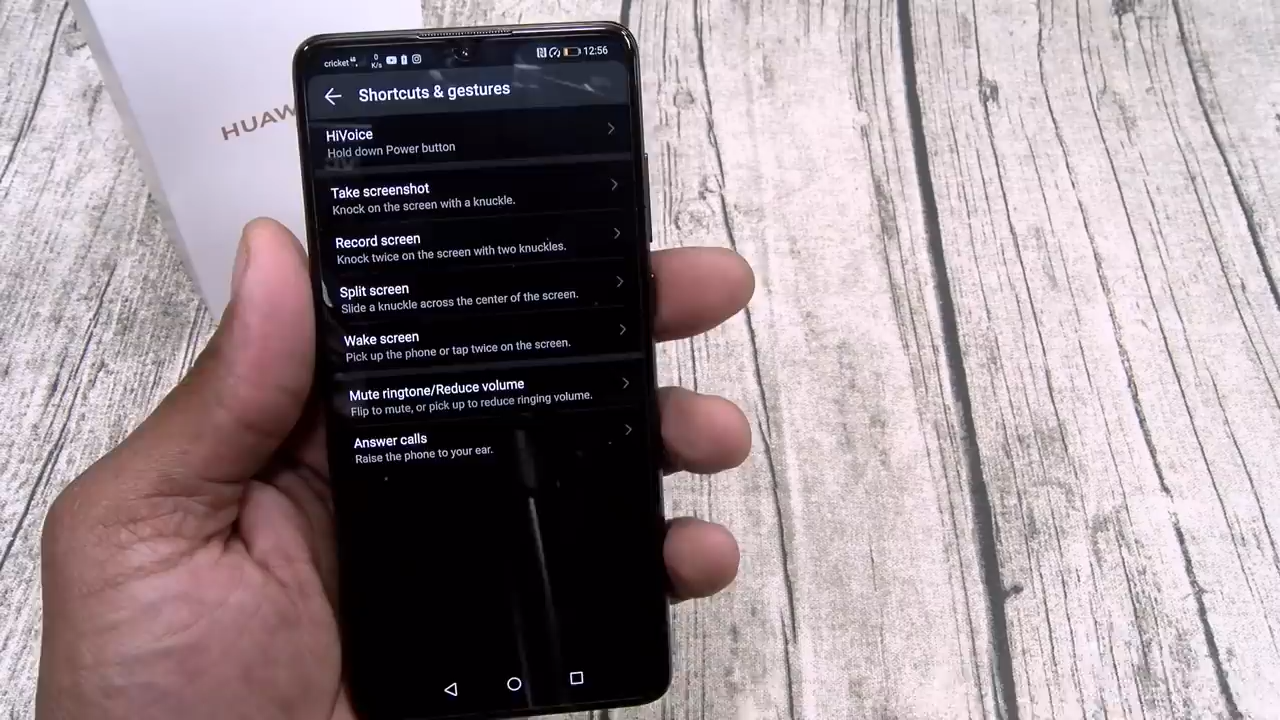 HUAW
cricket
0
K/s
12:56
Shortcuts & gestures
HiVoice
Hold down Power button
Take screenshot
Knock on the screen with a knuckle.
Record screen
Knock twice on the screen with two knuckles.
Split screen
Slide a knuckle across the center of the screen.
Wake screen
Pick up the phone or tap twice on the screen.
Mute ringtone/Reduce volume
Flip to mute, or pick up to reduce ringing volume.
Answer calls
Raise the phone to your ear.